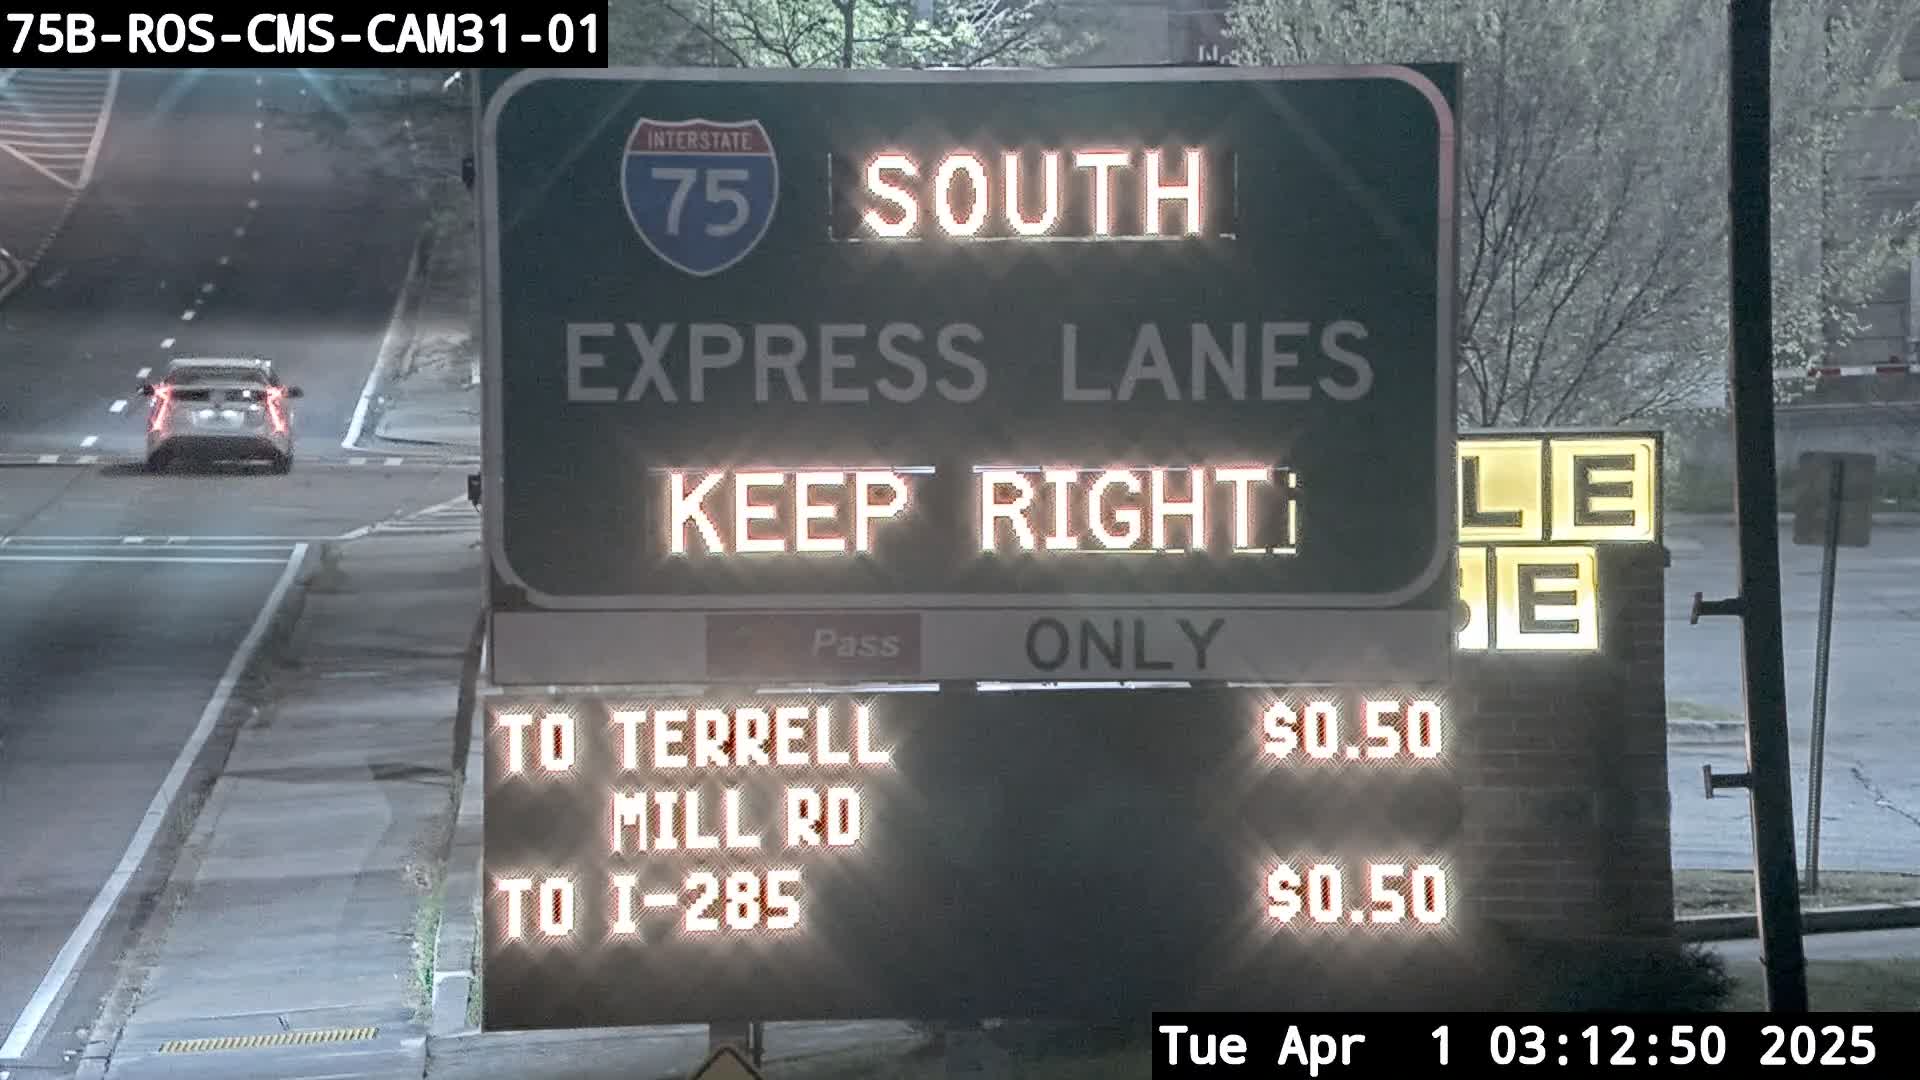 75B-ROS-CMS-CAM31-01
INTERSTATE
75
SOUTH
EXPRESS LANES
KEEP RIGHT
LE
E
Pass ONLY
TO TERRELL $0.50
MILL RD
TO I-285 $0.50
Tue Apr 1 03:12:50 2025